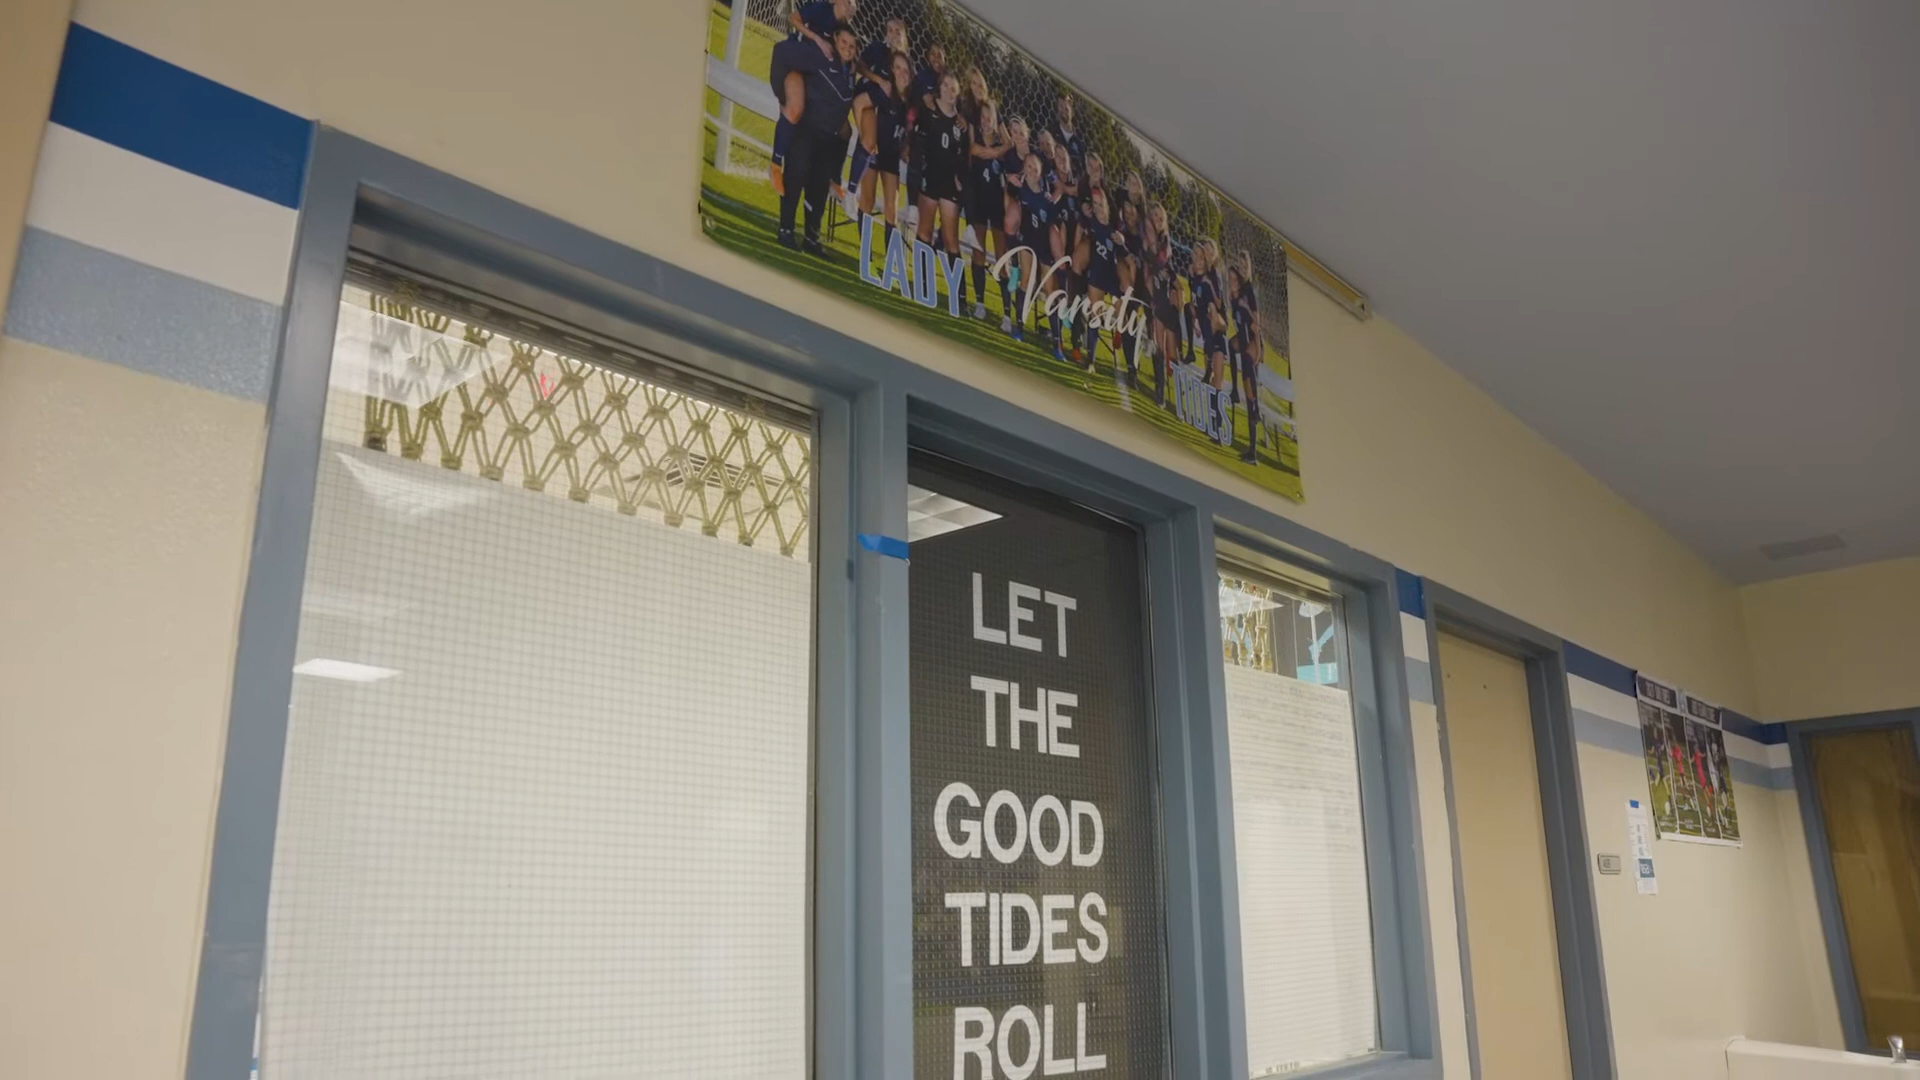 LADY Varsity TIDES
LET
THE
GOOD
TIDES
ROLL